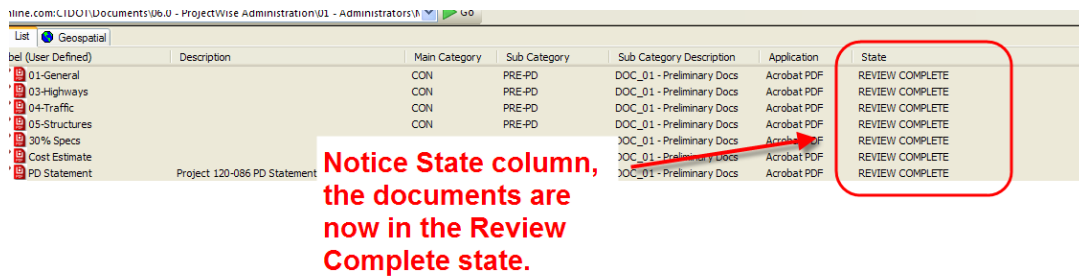 nline.com:CTDOT\Documents\06.0 - ProjectWise Administration\01 - Administrators\ Go
List Geospatial
bel (User Defined) Description Main Category Sub Category Sub Category Description Application State
01-General CON PRE-PD DOC_01 - Preliminary Docs Acrobat PDF REVIEW COMPLETE
03-Highways CON PRE-PD DOC_01 - Preliminary Docs Acrobat PDF REVIEW COMPLETE
04-Traffic CON PRE-PD DOC_01 - Preliminary Docs Acrobat PDF REVIEW COMPLETE
05-Structures CON PRE-PD DOC_01 - Preliminary Docs Acrobat PDF REVIEW COMPLETE
30% Specs DOC_01 - Preliminary Docs Acrobat PDF REVIEW COMPLETE
Cost Estimate DOC_01 - Preliminary Docs Acrobat PDF REVIEW COMPLETE
PD Statement Project 120-086 PD Statement DOC_01 - Preliminary Docs Acrobat PDF REVIEW COMPLETE
Notice State column,
the documents are
now in the Review
Complete state.